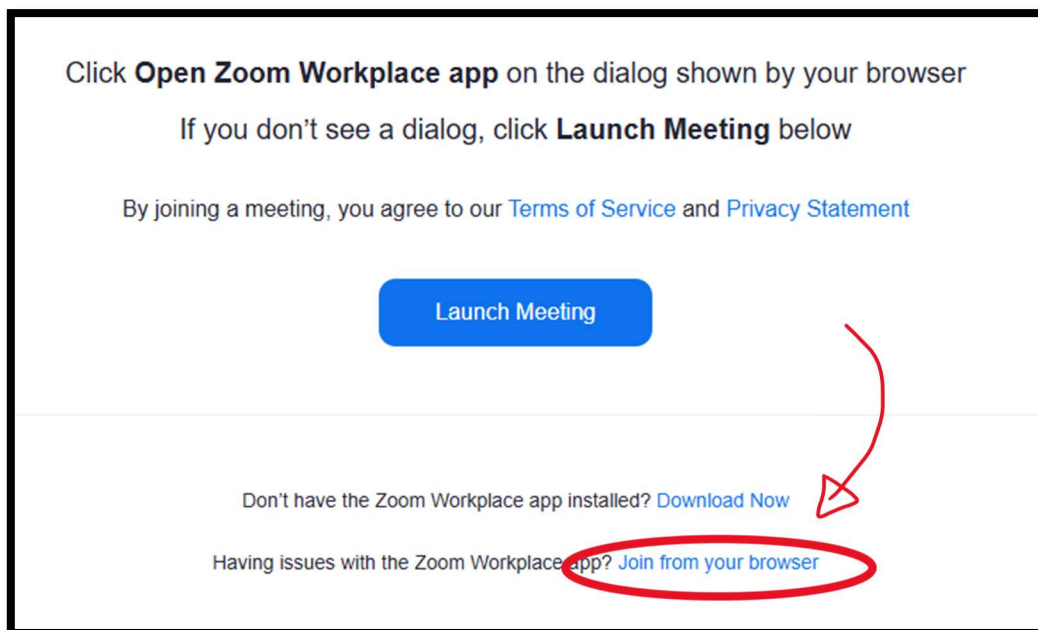 Click Open Zoom Workplace app on the dialog shown by your browser
If you don’t see a dialog, click Launch Meeting below
By joining a meeting, you agree to our Terms of Service and Privacy Statement
Launch Meeting
Don’t have the Zoom Workplace app installed? Download Now
Having issues with the Zoom Workplace app? Join from your browser